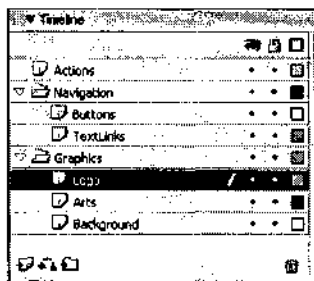 Timeline
Actions
Navigation
Buttons
TextLinks
Graphics
Logo
Arts
Background